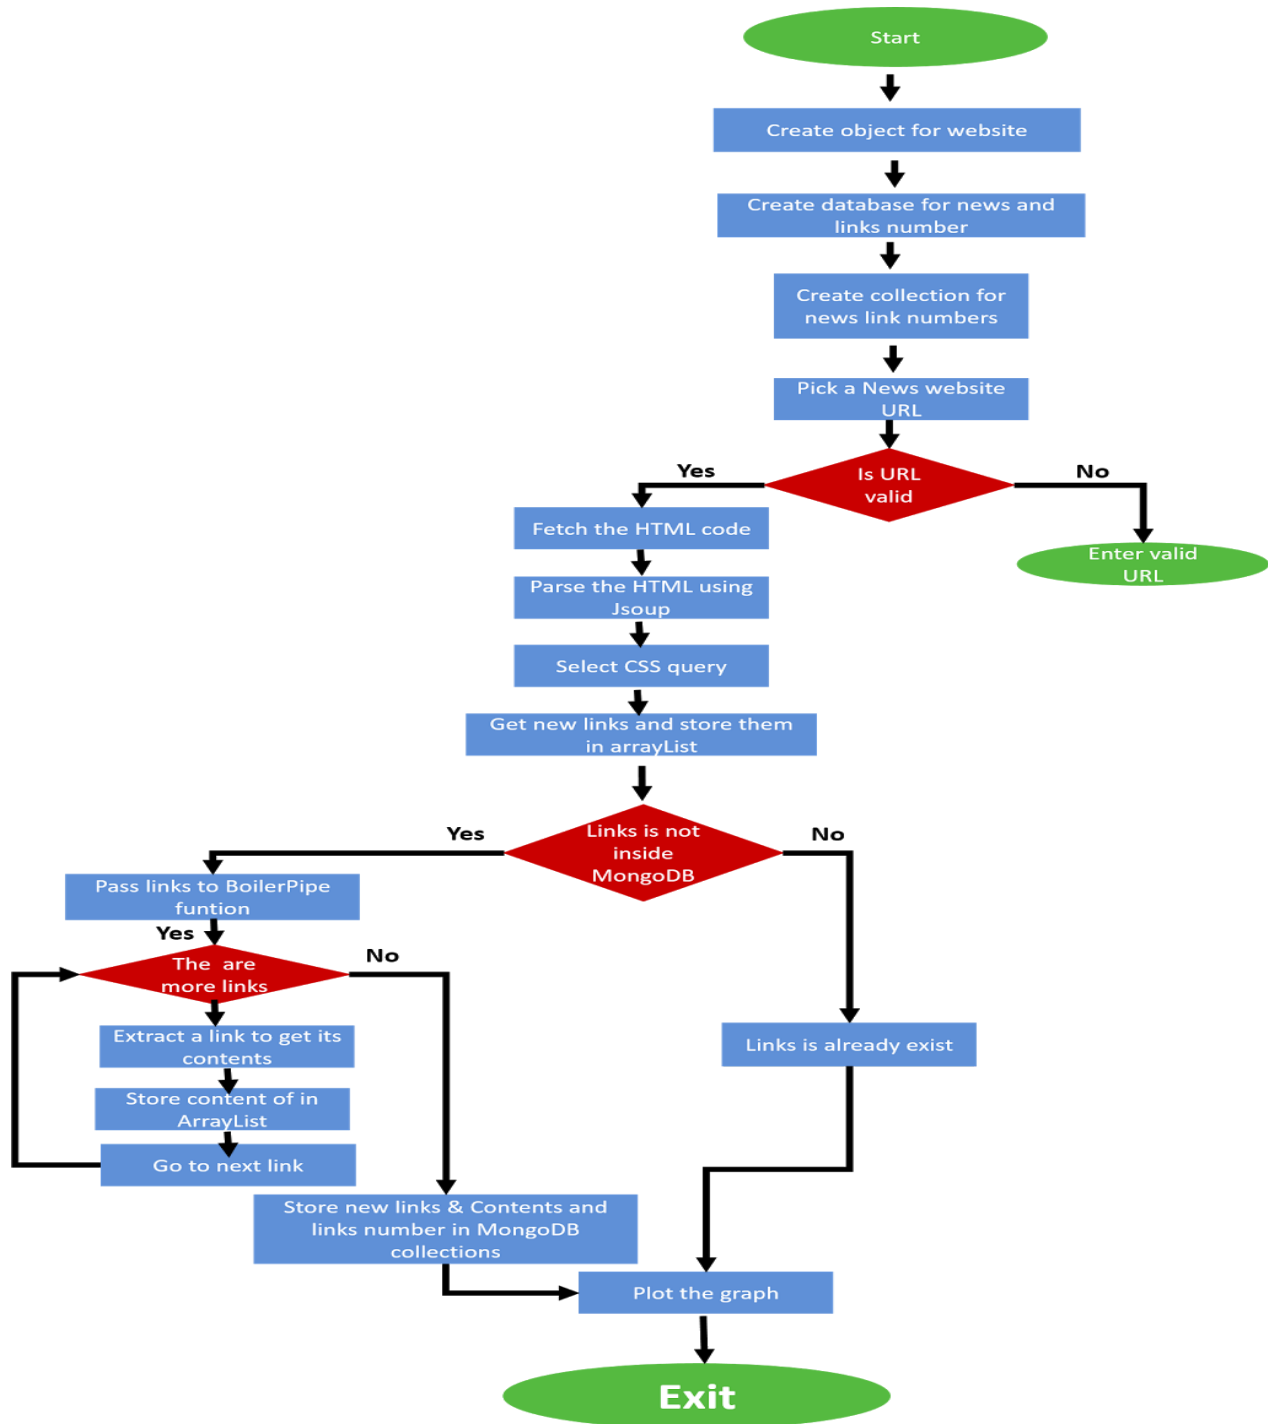 Start
Create object for website
Create database for news and
links number
Create collection for
news link numbers
Pick a News website
URL
Is URL
valid
Yes
No
Fetch the HTML code
Enter valid
URL
Parse the HTML using
Jsoup
Select CSS query
Get new links and store them
in arrayList
Links is not
inside
MongoDB
Yes
No
Pass links to BoilerPipe
funtion
Yes
The are
more links
No
Extract a link to get its
contents
Links is already exist
Store content of in
ArrayList
Go to next link
Store new links & Contents and
links number in MongoDB
collections
Plot the graph
Exit